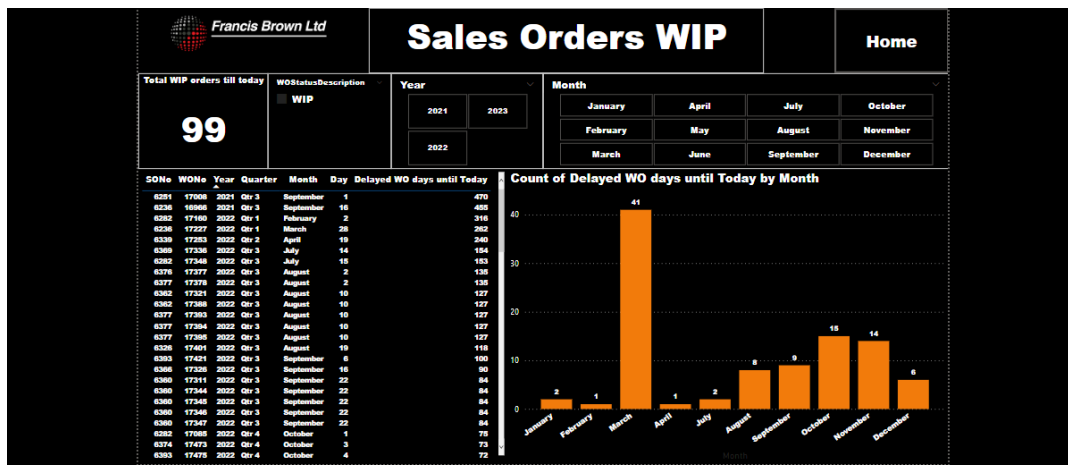 Francis Brown Ltd
Sales Orders WIP
Home
Total WIP orders till today
99
WOStatusDescription
WIP
Year
2021 2023
2022
Month
January April July October
February May August November
March June September December
SONo WONo Year Quarter Month Day Delayed WO days until Today
6251 17008 2021 Qtr 3 September 1 470
6236 16966 2021 Qtr 3 September 16 455
6282 17160 2022 Qtr 1 February 2 316
6236 17227 2022 Qtr 1 March 28 262
6339 17253 2022 Qtr 2 April 19 240
6369 17336 2022 Qtr 3 July 14 154
6282 17348 2022 Qtr 3 July 15 153
6376 17377 2022 Qtr 3 August 2 135
6377 17378 2022 Qtr 3 August 2 135
6362 17321 2022 Qtr 3 August 10 127
6362 17388 2022 Qtr 3 August 10 127
6377 17393 2022 Qtr 3 August 10 127
6377 17394 2022 Qtr 3 August 10 127
6377 17395 2022 Qtr 3 August 10 127
6326 17401 2022 Qtr 3 August 19 118
6393 17421 2022 Qtr 3 September 6 100
6366 17326 2022 Qtr 3 September 16 90
6360 17311 2022 Qtr 3 September 22 84
6360 17344 2022 Qtr 3 September 22 84
6360 17345 2022 Qtr 3 September 22 84
6360 17346 2022 Qtr 3 September 22 84
6360 17347 2022 Qtr 3 September 22 84
6282 17085 2022 Qtr 4 October 1 75
6374 17473 2022 Qtr 4 October 3 73
6393 17475 2022 Qtr 4 October 4 72
Count of Delayed WO days until Today by Month
41
40
30
20
15
14
10
9
8
6
2
1
1
2
0
January February March April July August September October November December
Month